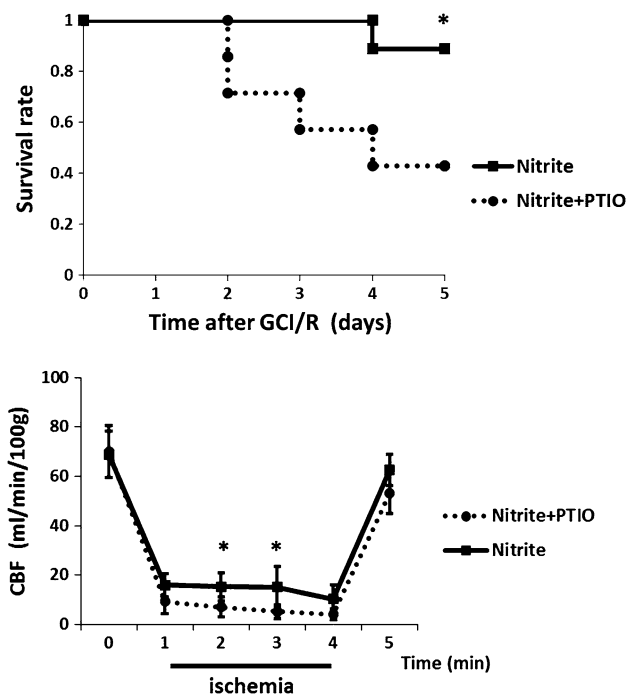 1
*
0.8
0.6
0.4
0.2
0
Survival rate
0 1 2 3 4 5
Time after GCI/R (days)
Nitrite
Nitrite+PTIO
100
80
60
40
20
0
CBF (ml/min/100g)
* *
0 1 2 3 4 5 Time (min)
ischemia
Nitrite+PTIO
Nitrite